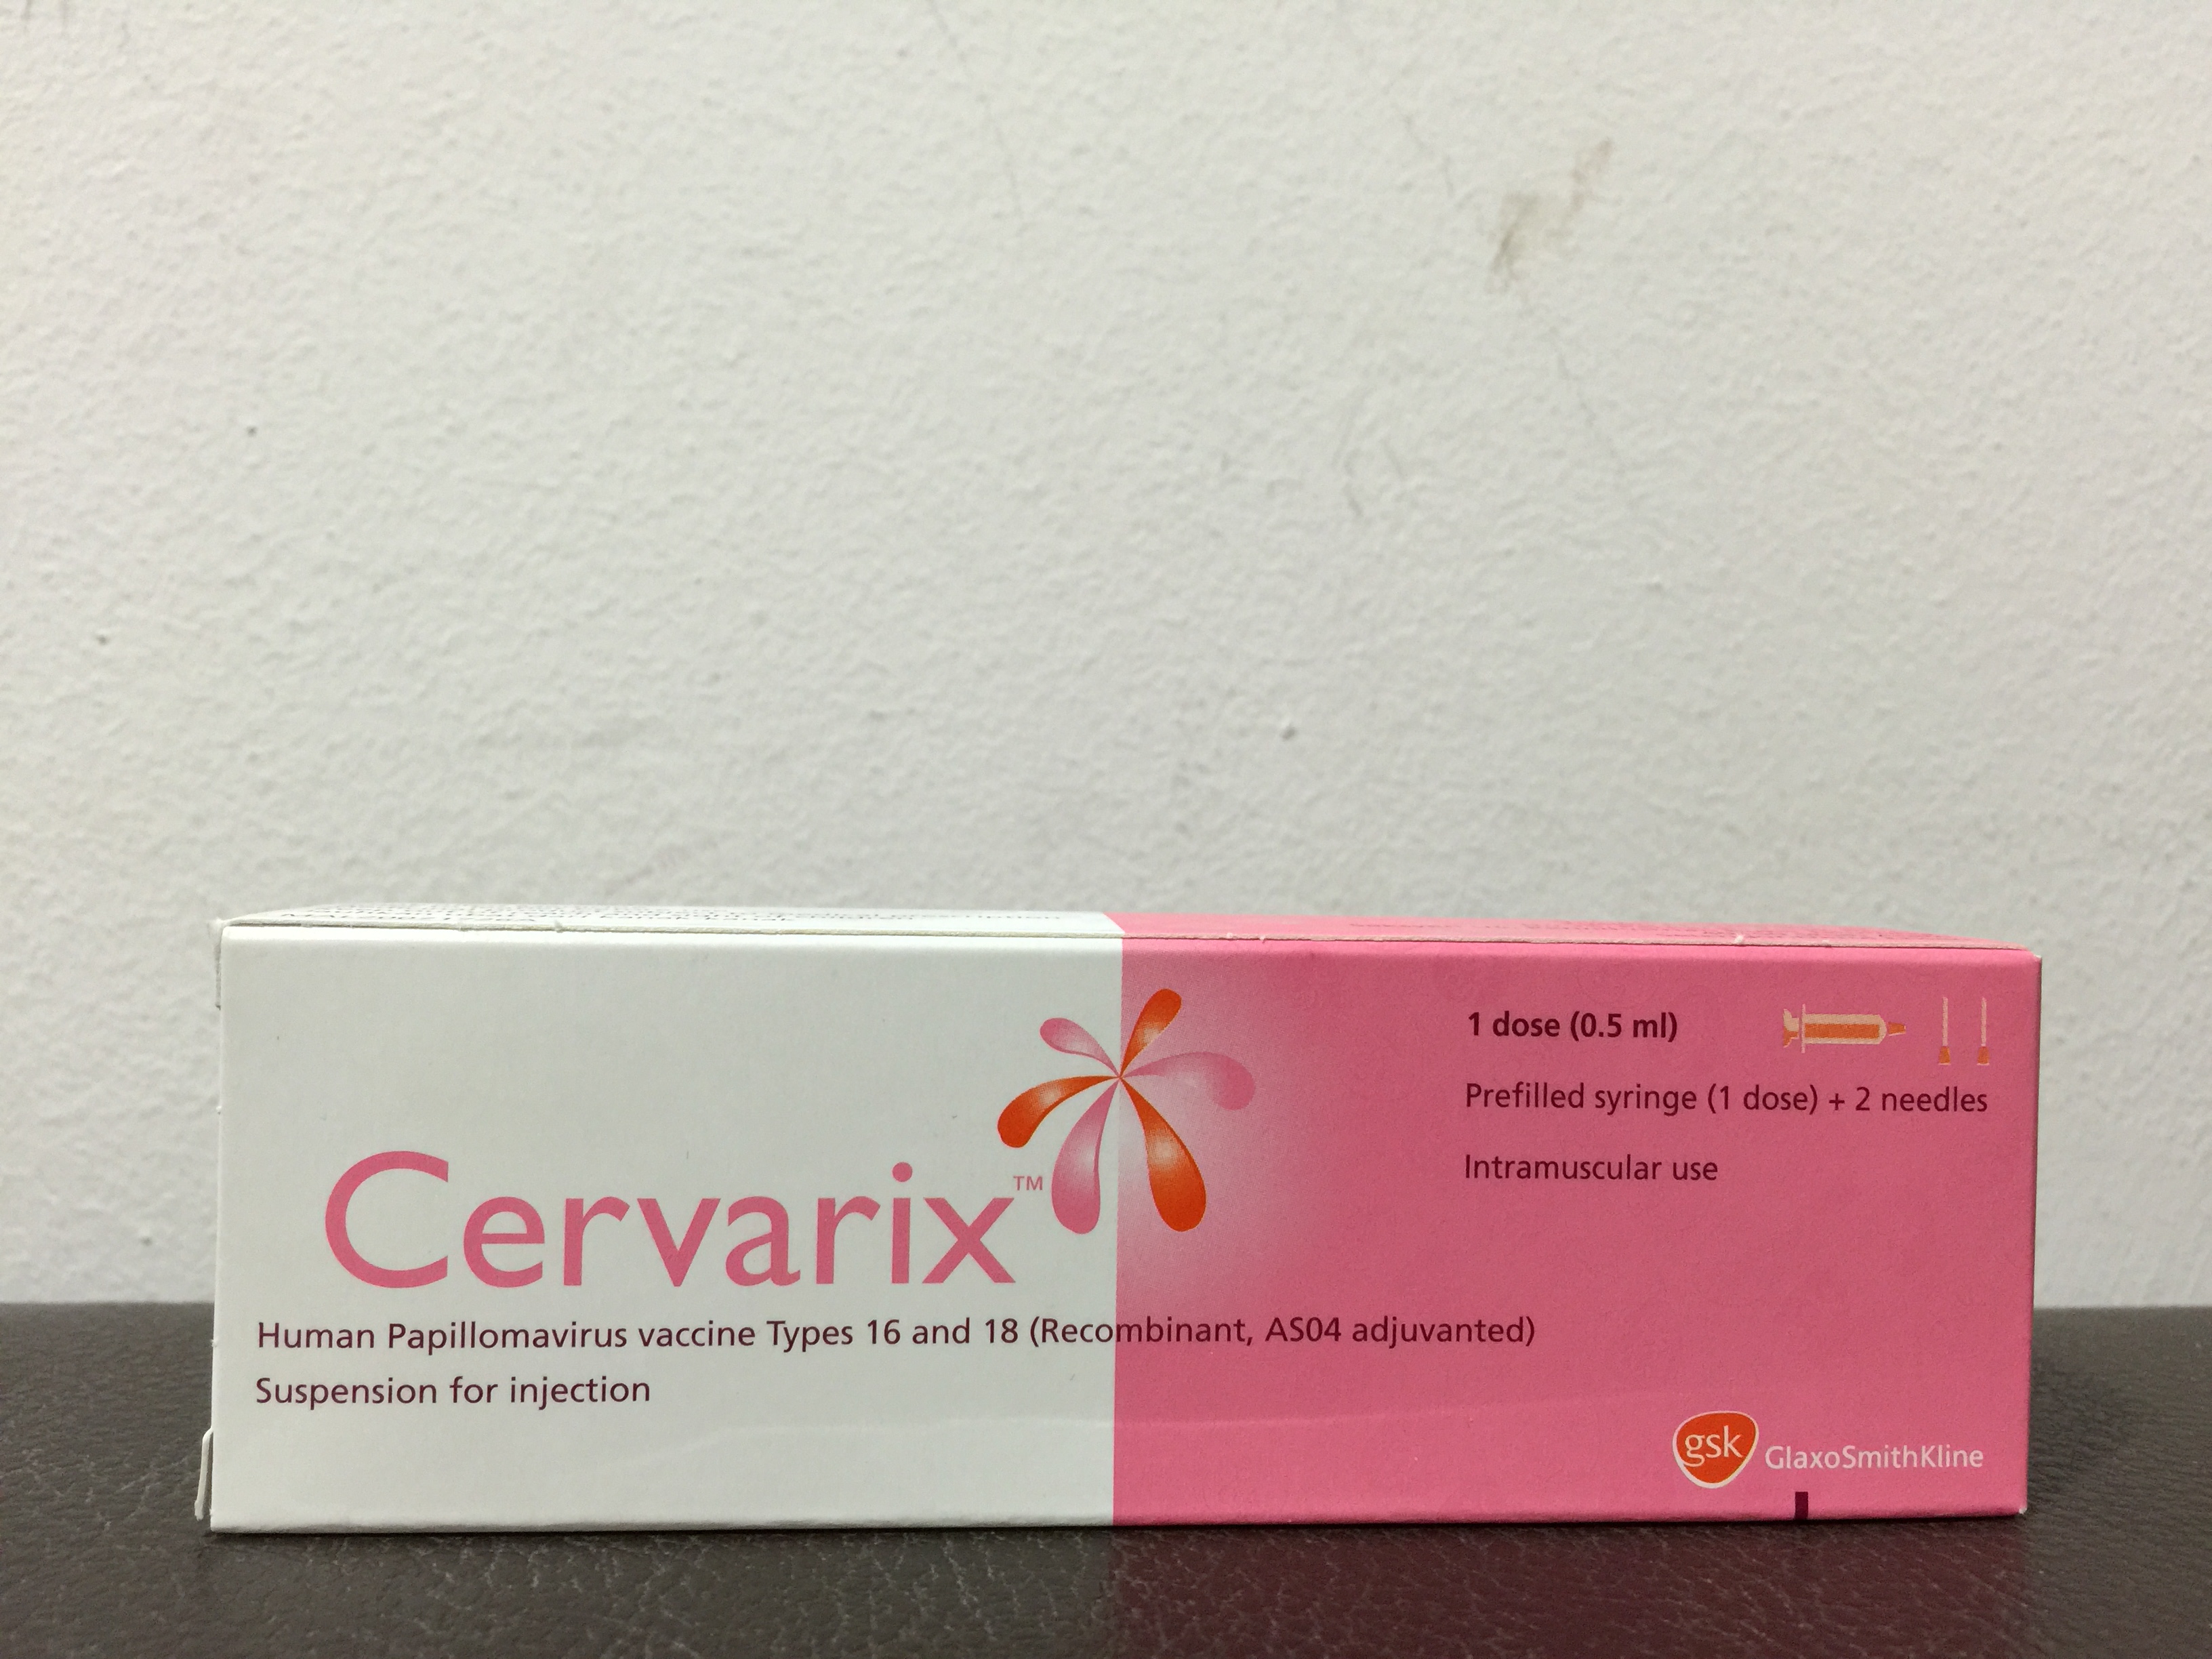 Cervarix™
Human Papillomavirus vaccine Types 16 and 18 (Recombinant, AS04 adjuvanted)
Suspension for injection
1 dose (0.5 ml)
Prefilled syringe (1 dose) + 2 needles
Intramuscular use
gsk GlaxoSmithKline